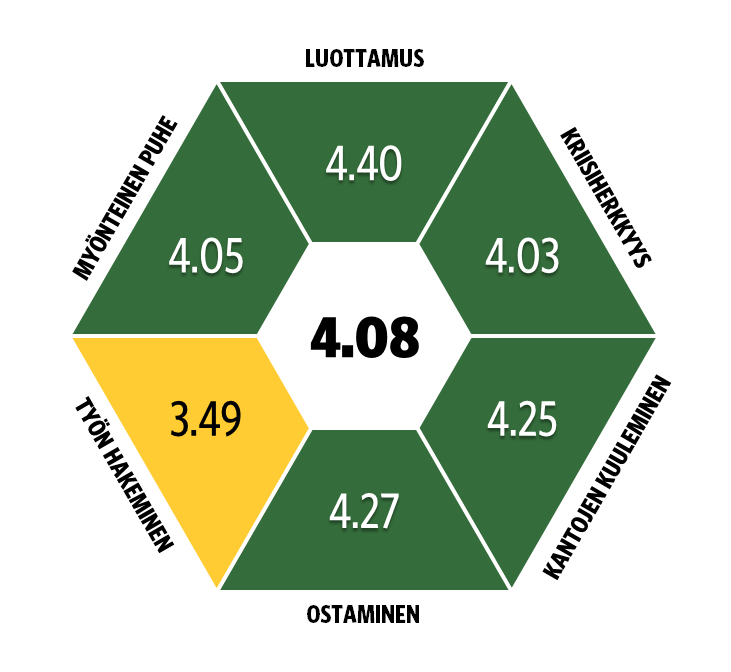 LUOTTAMUS
4.40
MYÖNTEINEN PUHE
4.05
KRIISIHERKKYYS
4.03
4.08
TYÖN HAKEMINEN
3.49
KANTOJEN KUULEMINEN
4.25
4.27
OSTAMINEN